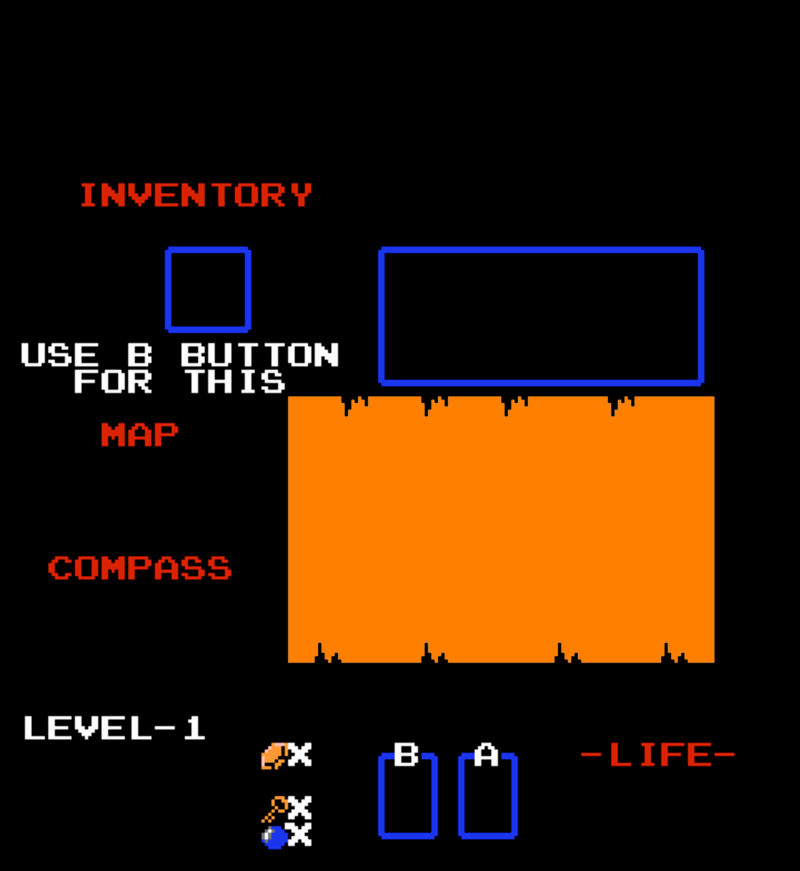 INVENTORY
USE B BUTTON
FOR THIS
MAP
COMPASS
LEVEL-1
X
B
A
-LIFE-
X
X